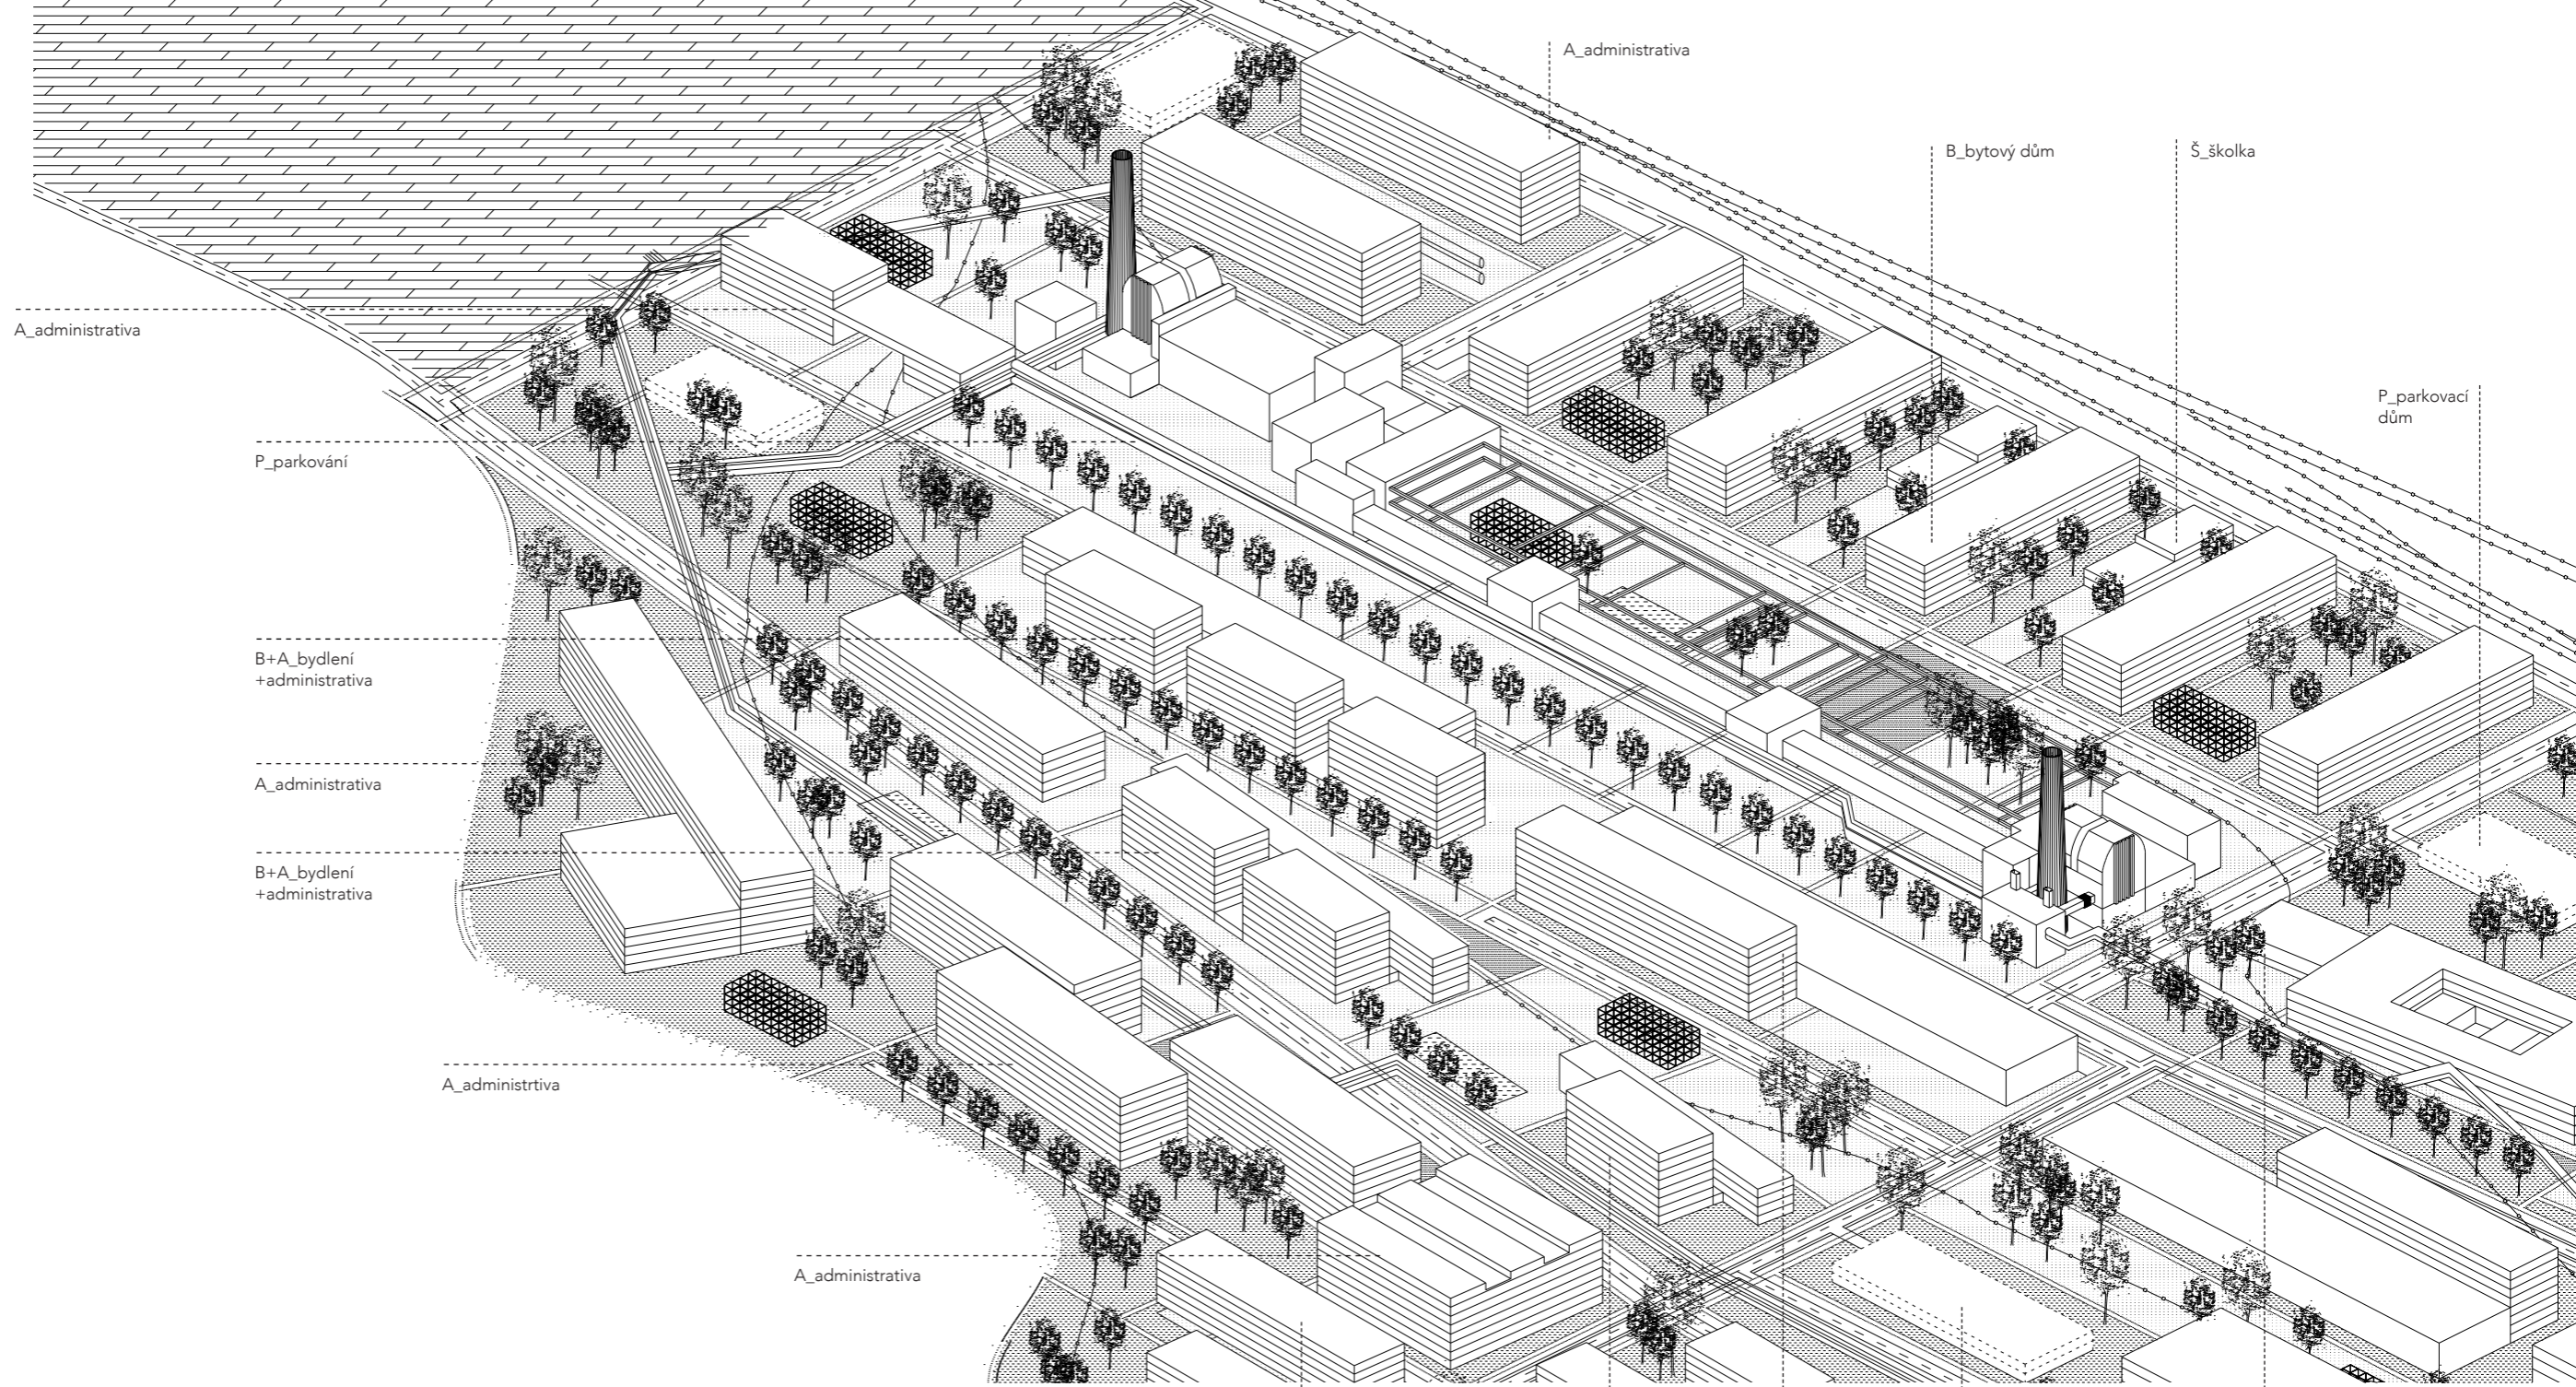 A_administrativa
B_bytový dům
Š_školka
A_administrativa
P_parkovací
dům
P_parkování
B+A_bydlení
+administrativa
A_administrativa
B+A_bydlení
+administrativa
A_administrtiva
A_administrativa